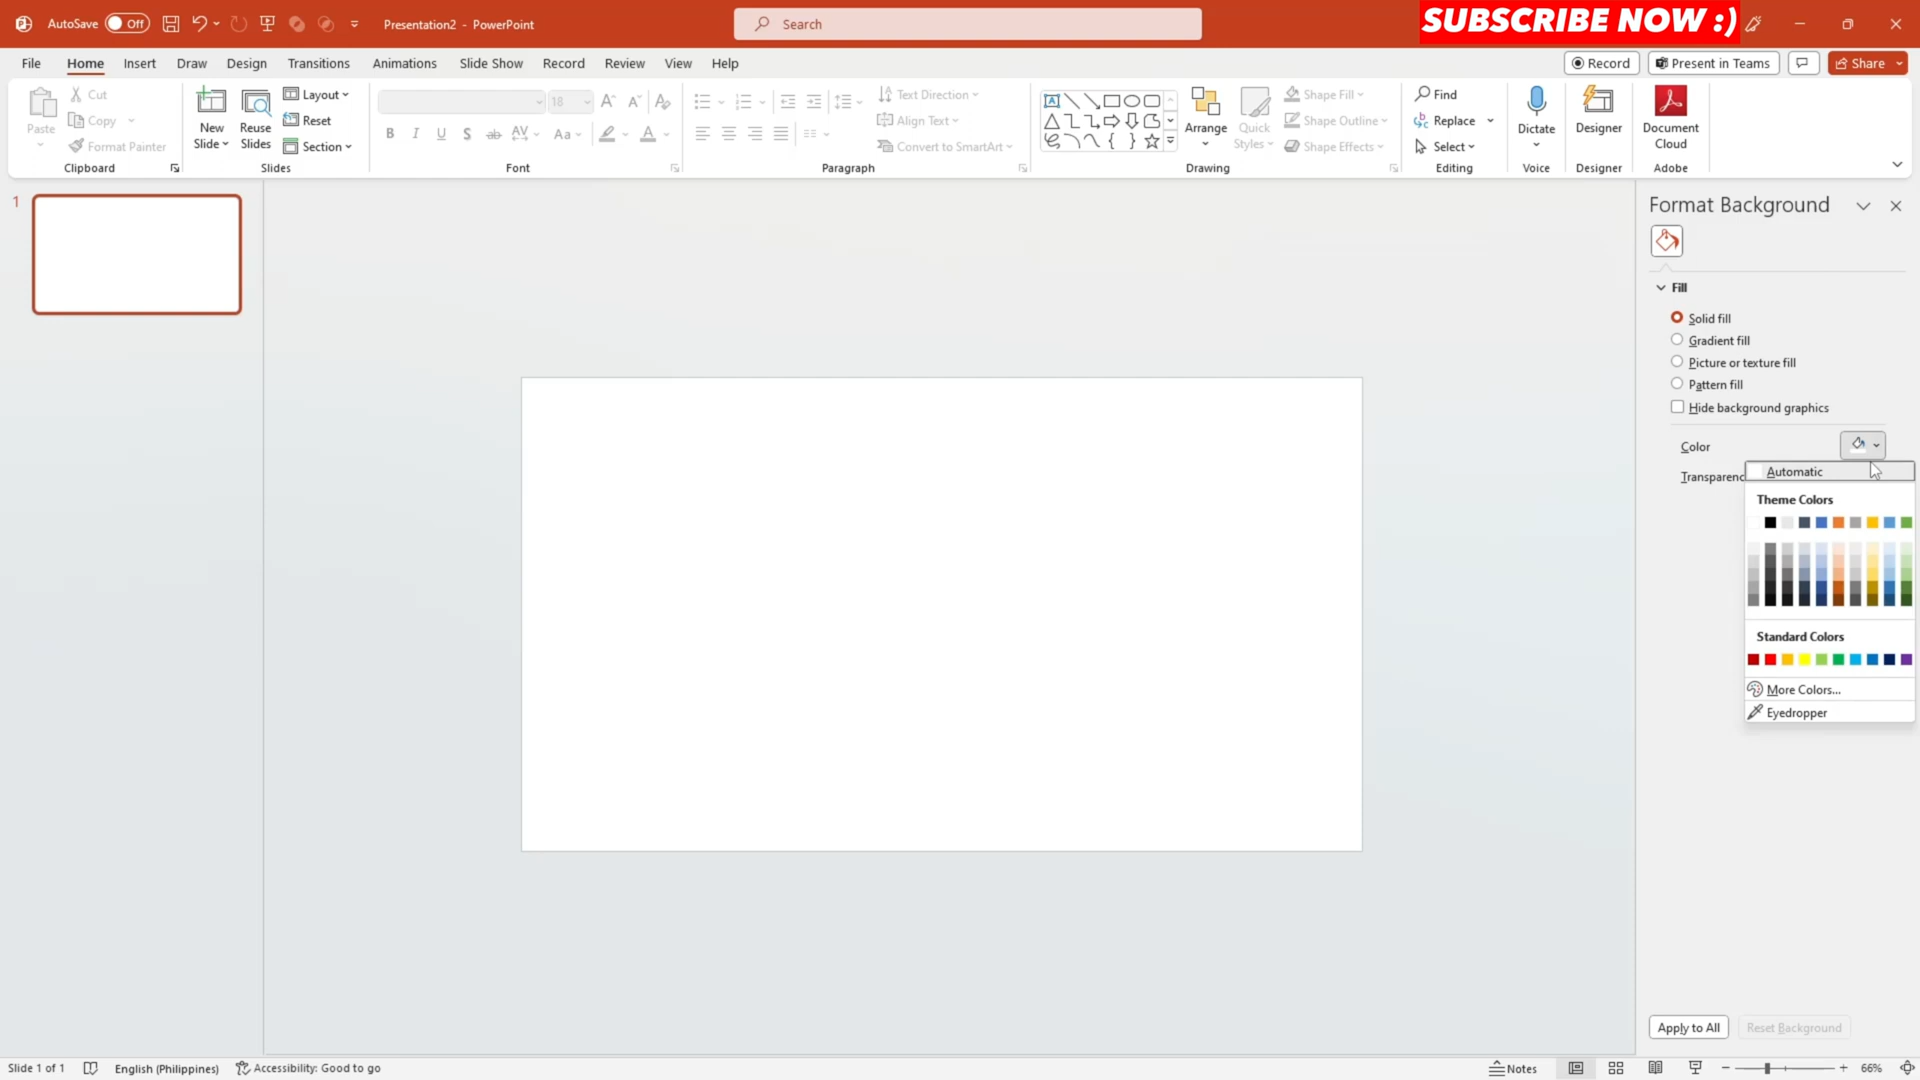 AutoSave Off
Presentation2 - PowerPoint
Search
SUBSCRIBE NOW :)
File Home Insert Draw Design Transitions Animations Slide Show Record Review View Help
Record Present in Teams Share
Paste
Cut
Copy
Format Painter
Clipboard
New Slide
Reuse Slides
Layout
Reset
Section
Slides
18
B I U S ab AV Aa A
Font
Text Direction
Align Text
Convert to SmartArt
Paragraph
Arrange
Quick Styles
Shape Fill
Shape Outline
Shape Effects
Drawing
Find
Replace
Select
Editing
Dictate
Voice
Designer
Designer
Document Cloud
Adobe
1
Format Background
Fill
Solid fill
Gradient fill
Picture or texture fill
Pattern fill
Hide background graphics
Color
Transparenc
Automatic
Theme Colors
Standard Colors
More Colors...
Eyedropper
Apply to All Reset Background
Slide 1 of 1 English (Philippines) Accessibility: Good to go Notes 66%